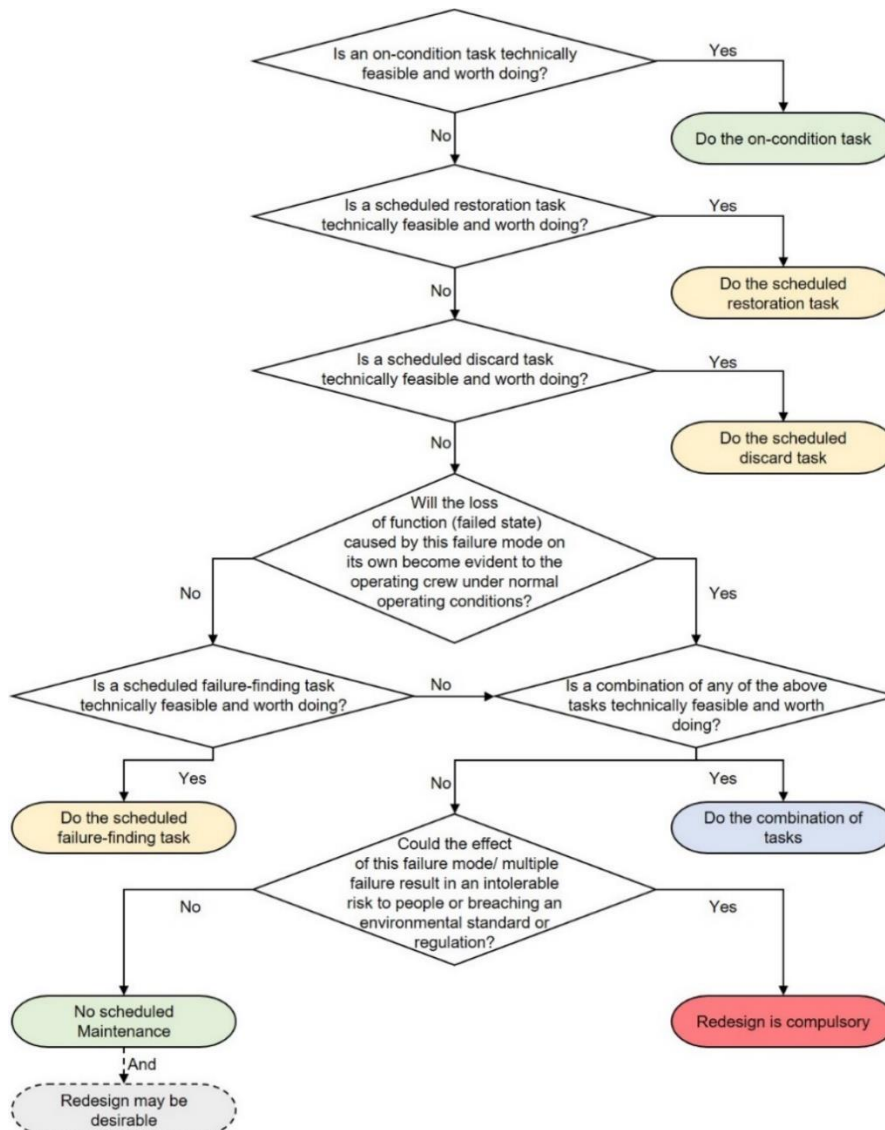 Is an on-condition task technically
feasible and worth doing?
Yes
Do the on-condition task
No
Is a scheduled restoration task
technically feasible and worth doing?
Yes
Do the scheduled
restoration task
No
Is a scheduled discard task
technically feasible and worth doing?
Yes
Do the scheduled
discard task
No
Will the loss
of function (failed state)
caused by this failure mode on
its own become evident to the
operating crew under normal
operating conditions?
No
Yes
Is a scheduled failure-finding task
technically feasible and worth doing?
No
Is a combination of any of the above
tasks technically feasible and worth
doing?
Yes
Do the scheduled
failure-finding task
No
Yes
Do the combination of
tasks
Could the effect
of this failure mode/ multiple
failure result in an intolerable
risk to people or breaching an
environmental standard or
regulation?
No
Yes
No scheduled
Maintenance
Redesign is compulsory
And
Redesign may be
desirable